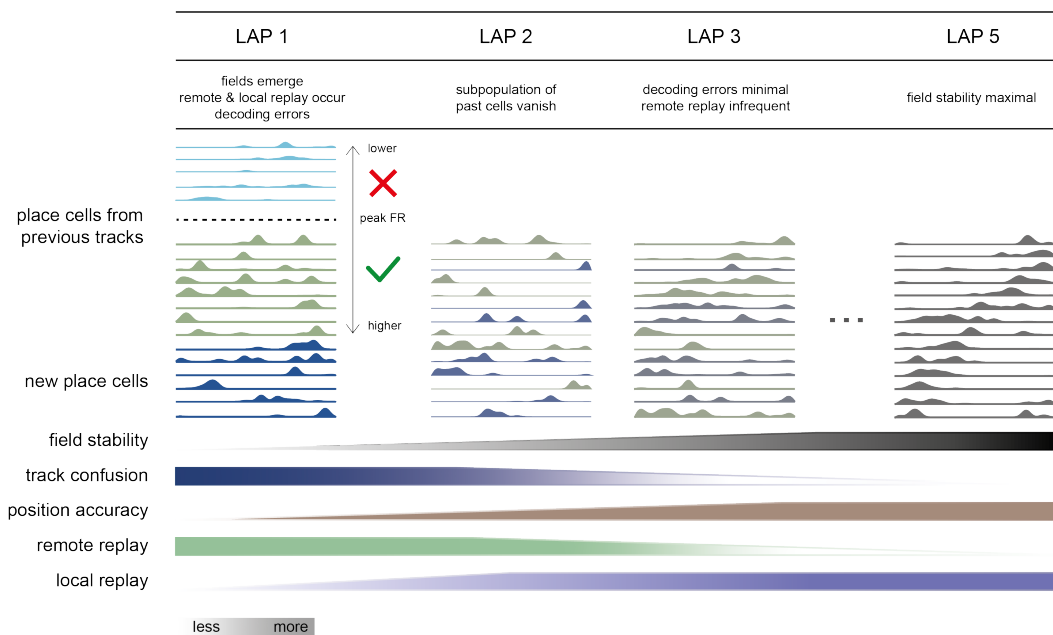 LAP 1
LAP 2
LAP 3
LAP 5
fields emerge
remote & local replay occur
decoding errors
subpopulation of
past cells vanish
decoding errors minimal
remote replay infrequent
field stability maximal
lower
place cells from
previous tracks
peak FR
higher
new place cells
field stability
track confusion
position accuracy
remote replay
local replay
less
more